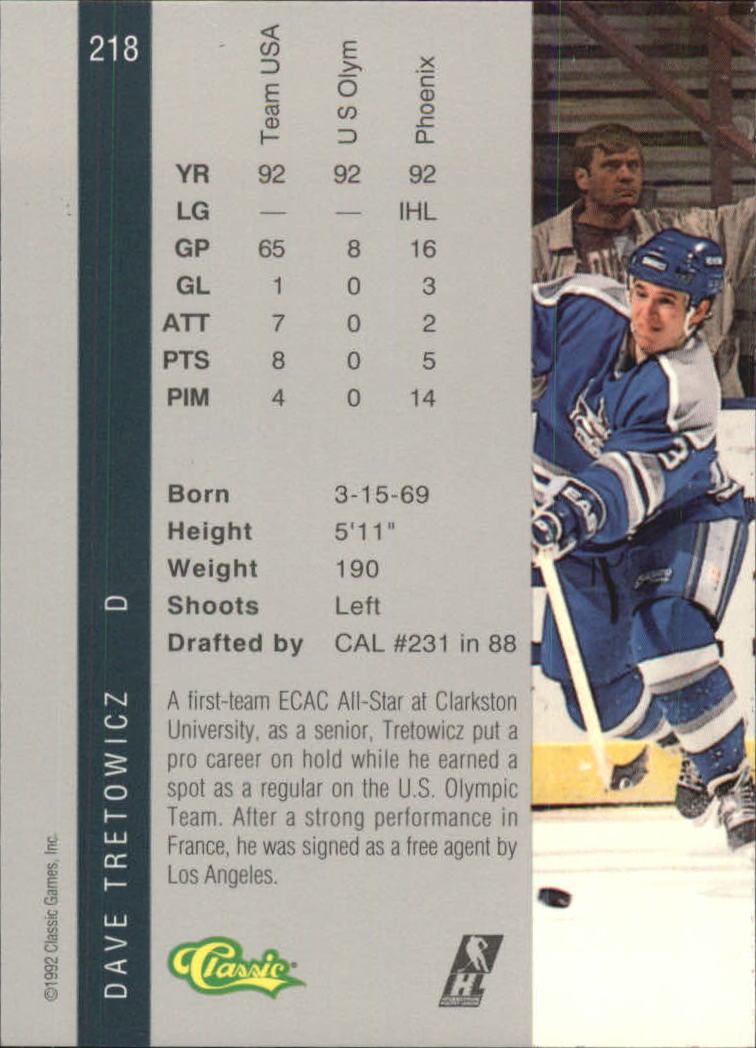 218
Team USA U S Olym Phoenix
YR 92 92 92
LG — — IHL
GP 65 8 16
GL 1 0 3
ATT 7 0 2
PTS 8 0 5
PIM 4 0 14
Born 3-15-69
Height 5'11"
Weight 190
Shoots Left
Drafted by CAL #231 in 88
A first-team ECAC All-Star at Clarkston
University, as a senior, Tretowicz put a
pro career on hold while he earned a
spot as a regular on the U.S. Olympic
Team. After a strong performance in
France, he was signed as a free agent by
Los Angeles.
DAVE TRETOWICZ D
©1992 Classic Games, Inc.
Classic
IHL
3